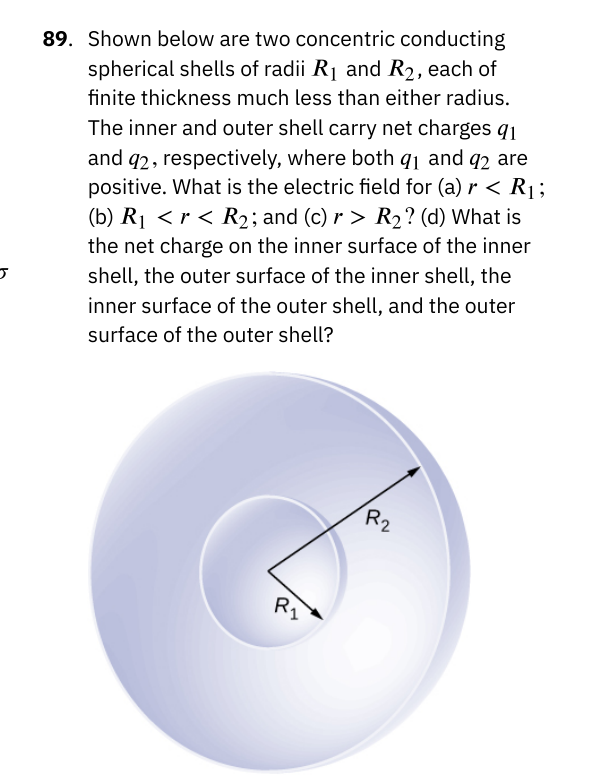 89. Shown below are two concentric conducting
spherical shells of radii R₁ and R₂, each of
finite thickness much less than either radius.
The inner and outer shell carry net charges q₁
and q₂, respectively, where both q₁ and q₂ are
positive. What is the electric field for (a) r < R₁;
(b) R₁ < r < R₂; and (c) r > R₂? (d) What is
the net charge on the inner surface of the inner
σ
shell, the outer surface of the inner shell, the
inner surface of the outer shell, and the outer
surface of the outer shell?
R₂
R₁